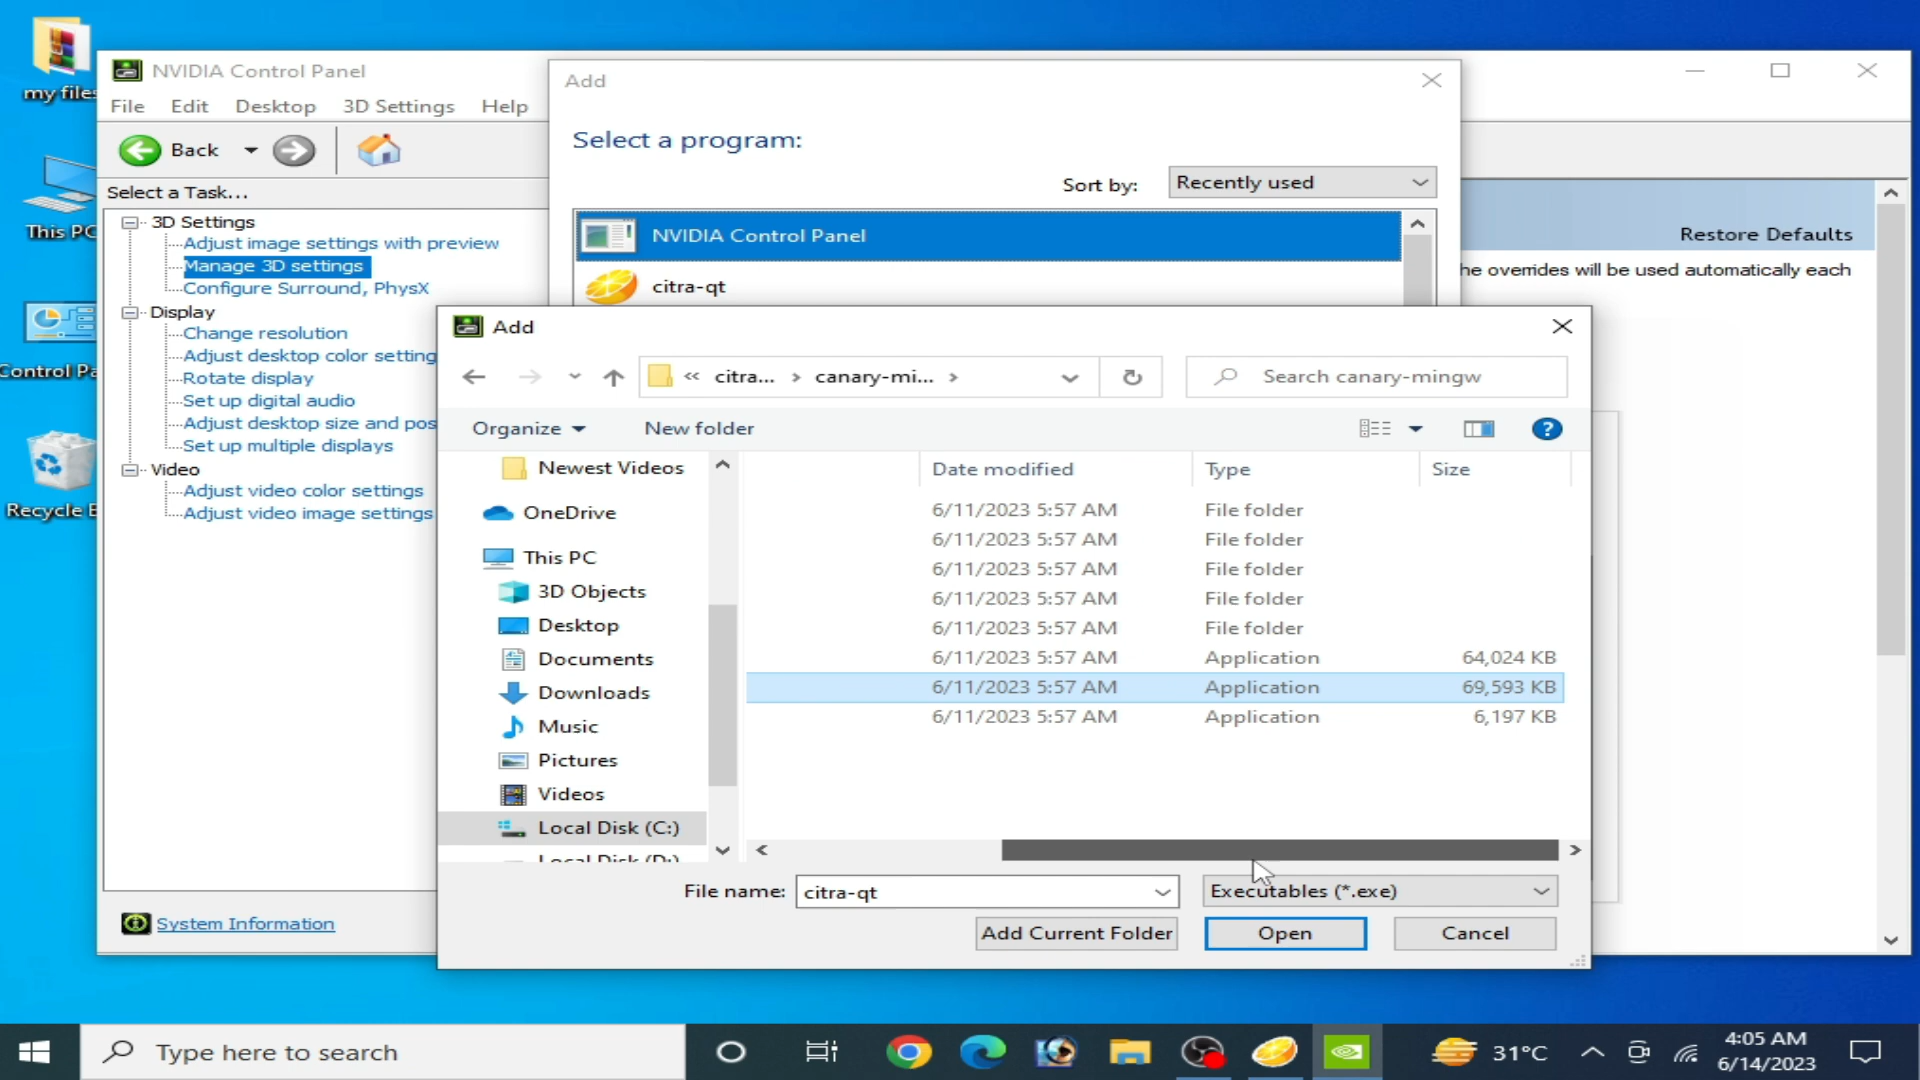 my files
This PC
Control Pa
Recycle B
NVIDIA Control Panel
File Edit Desktop 3D Settings Help
Back
Select a Task...
3D Settings
Adjust image settings with preview
Manage 3D settings
Configure Surround, PhysX
Display
Change resolution
Adjust desktop color setting
Rotate display
Set up digital audio
Adjust desktop size and pos
Set up multiple displays
Video
Adjust video color settings
Adjust video image settings
System Information
Restore Defaults
he overrides will be used automatically each
Add
Select a program:
Sort by: Recently used
NVIDIA Control Panel
citra-qt
Add
« citra... › canary-mi... ›
Search canary-mingw
Organize New folder
Newest Videos
OneDrive
This PC
3D Objects
Desktop
Documents
Downloads
Music
Pictures
Videos
Local Disk (C:)
Local Disk (D:)
Date modified Type Size
6/11/2023 5:57 AM File folder
6/11/2023 5:57 AM File folder
6/11/2023 5:57 AM File folder
6/11/2023 5:57 AM File folder
6/11/2023 5:57 AM File folder
6/11/2023 5:57 AM Application 64,024 KB
6/11/2023 5:57 AM Application 69,593 KB
6/11/2023 5:57 AM Application 6,197 KB
File name: citra-qt Executables (*.exe)
Add Current Folder Open Cancel
Type here to search
31°C
4:05 AM
6/14/2023